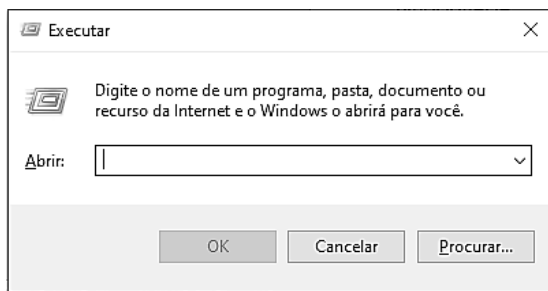 Executar
Digite o nome de um programa, pasta, documento ou
recurso da Internet e o Windows o abrirá para você.
Abrir:
OK
Cancelar
Procurar...